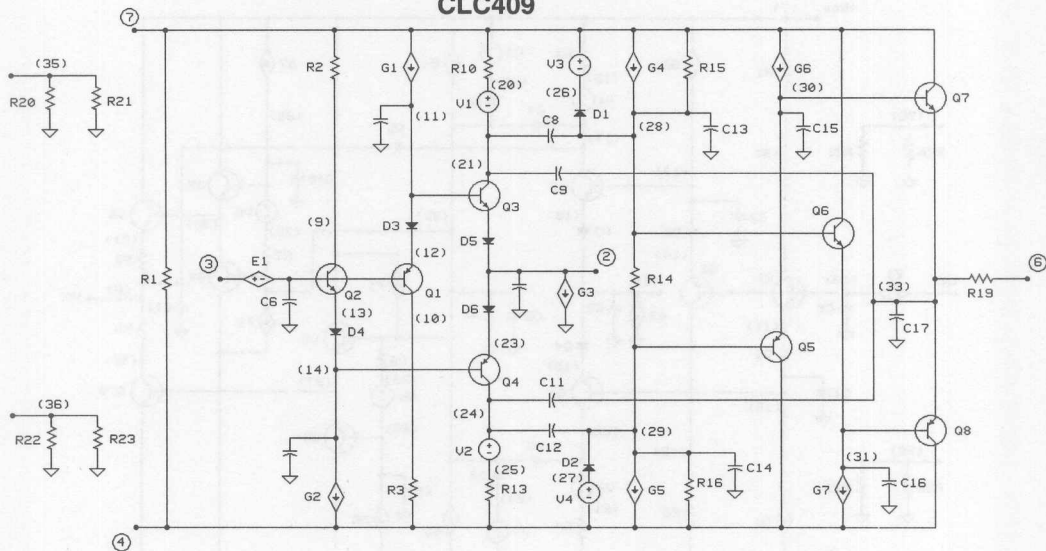 CLC409
7
(35)
R20
R21
R2
G1
R10
(20)
V1
V3
(26)
D1
G4
R15
G6
(30)
Q7
(11)
C8
(28)
C13
C15
(21)
C9
Q3
Q6
(9)
D3
D5
(12)
2
3
E1
R1
C6
Q2
Q1
R14
(33)
R19
6
(13)
(10)
D6
G3
C17
D4
(23)
Q5
(14)
Q4
C11
(36)
R22
R23
(24)
C12
(29)
Q8
V2
(25)
D2
(27)
C14
(31)
G2
R3
R13
V4
G5
R16
G7
C16
4